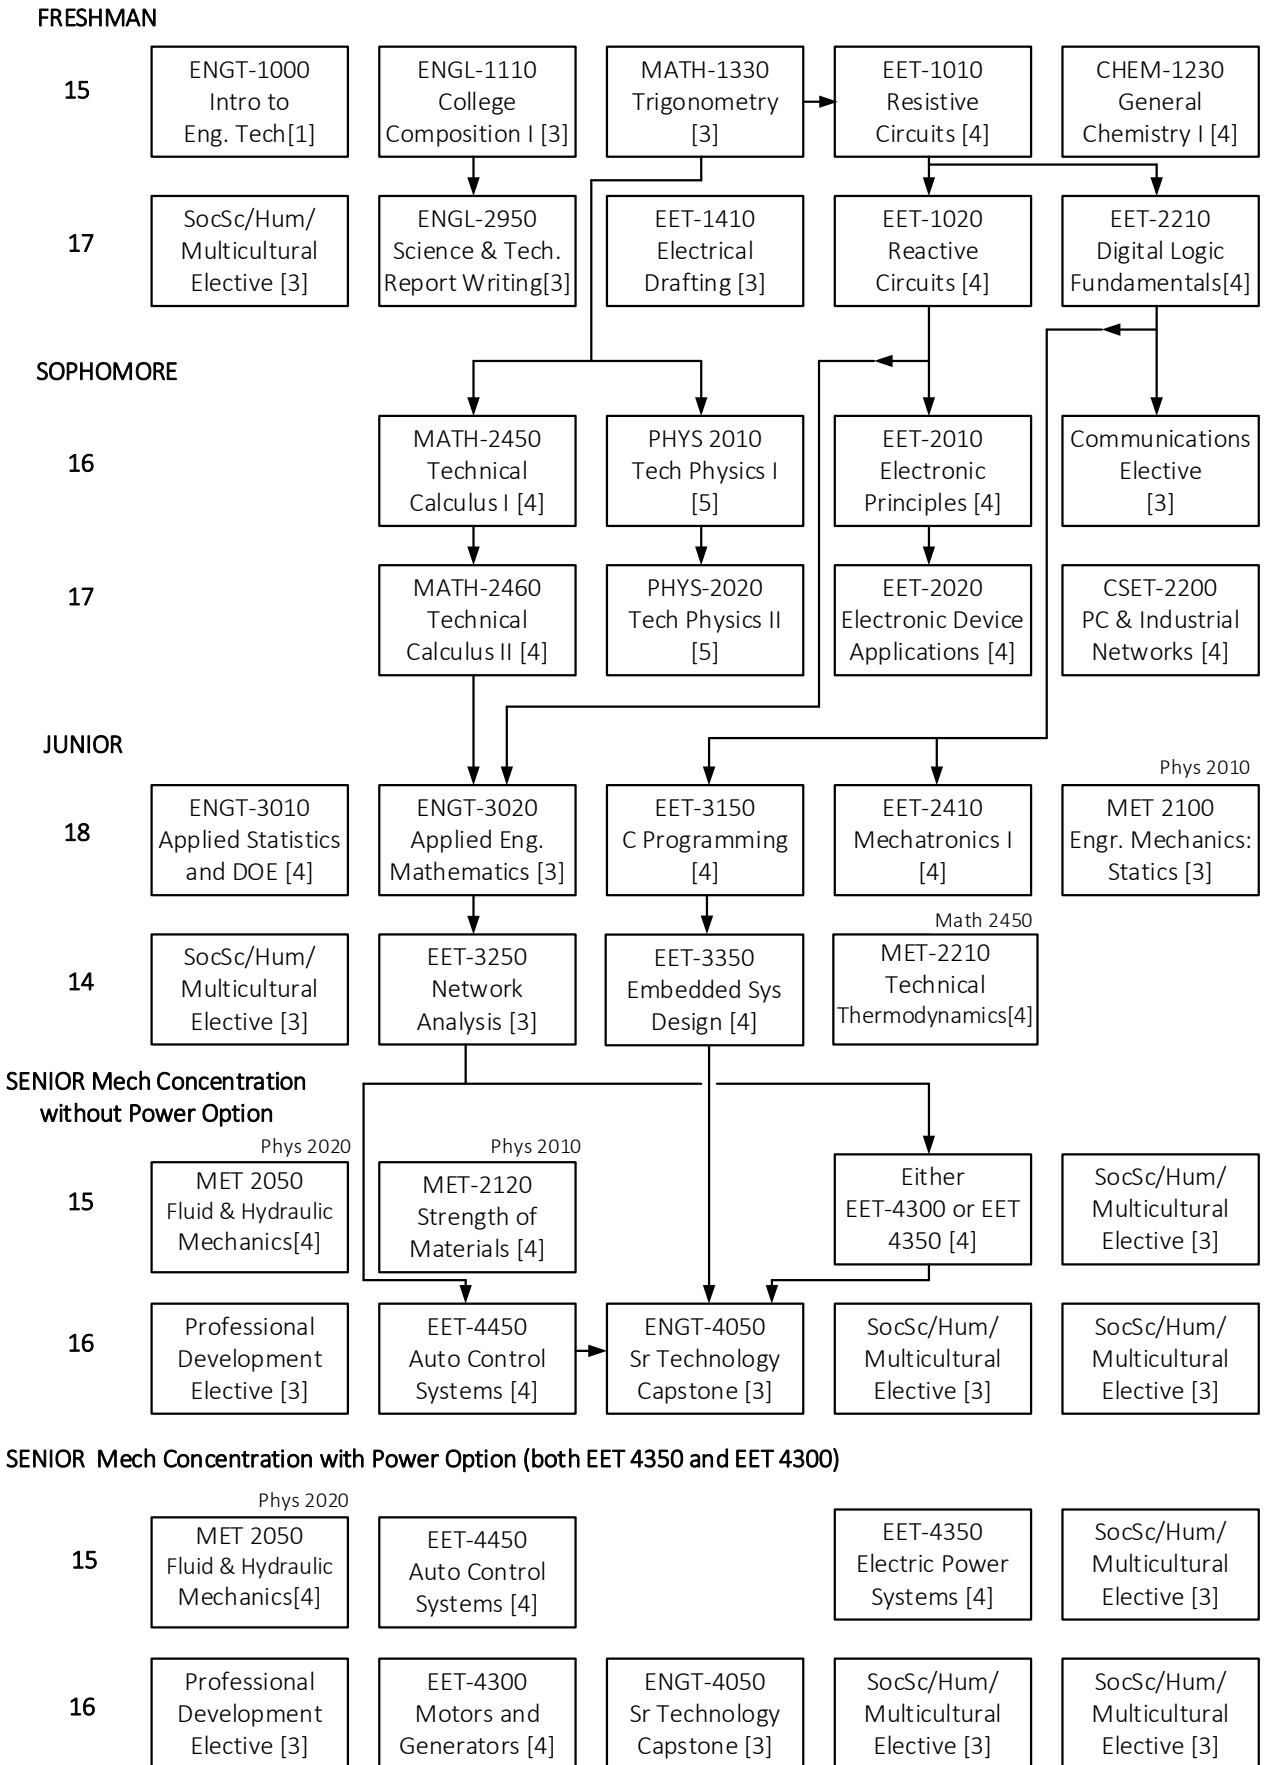 FRESHMAN
15
ENGT-1000
Intro to
Eng. Tech[1]
ENGL-1110
College
Composition I [3]
MATH-1330
Trigonometry
[3]
EET-1010
Resistive
Circuits [4]
CHEM-1230
General
Chemistry I [4]
17
SocSc/Hum/
Multicultural
Elective [3]
ENGL-2950
Science & Tech.
Report Writing[3]
EET-1410
Electrical
Drafting [3]
EET-1020
Reactive
Circuits [4]
EET-2210
Digital Logic
Fundamentals[4]
SOPHOMORE
16
MATH-2450
Technical
Calculus I [4]
PHYS 2010
Tech Physics I
[5]
EET-2010
Electronic
Principles [4]
Communications
Elective
[3]
17
MATH-2460
Technical
Calculus II [4]
PHYS-2020
Tech Physics II
[5]
EET-2020
Electronic Device
Applications [4]
CSET-2200
PC & Industrial
Networks [4]
JUNIOR
18
ENGT-3010
Applied Statistics
and DOE [4]
ENGT-3020
Applied Eng.
Mathematics [3]
EET-3150
C Programming
[4]
EET-2410
Mechatronics I
[4]
Phys 2010
MET 2100
Engr. Mechanics:
Statics [3]
14
SocSc/Hum/
Multicultural
Elective [3]
EET-3250
Network
Analysis [3]
EET-3350
Embedded Sys
Design [4]
Math 2450
MET-2210
Technical
Thermodynamics[4]
SENIOR Mech Concentration
without Power Option
15
Phys 2020
MET 2050
Fluid & Hydraulic
Mechanics[4]
Phys 2010
MET-2120
Strength of
Materials [4]
Either
EET-4300 or EET
4350 [4]
SocSc/Hum/
Multicultural
Elective [3]
16
Professional
Development
Elective [3]
EET-4450
Auto Control
Systems [4]
ENGT-4050
Sr Technology
Capstone [3]
SocSc/Hum/
Multicultural
Elective [3]
SocSc/Hum/
Multicultural
Elective [3]
SENIOR Mech Concentration with Power Option (both EET 4350 and EET 4300)
15
Phys 2020
MET 2050
Fluid & Hydraulic
Mechanics[4]
EET-4450
Auto Control
Systems [4]
EET-4350
Electric Power
Systems [4]
SocSc/Hum/
Multicultural
Elective [3]
16
Professional
Development
Elective [3]
EET-4300
Motors and
Generators [4]
ENGT-4050
Sr Technology
Capstone [3]
SocSc/Hum/
Multicultural
Elective [3]
SocSc/Hum/
Multicultural
Elective [3]